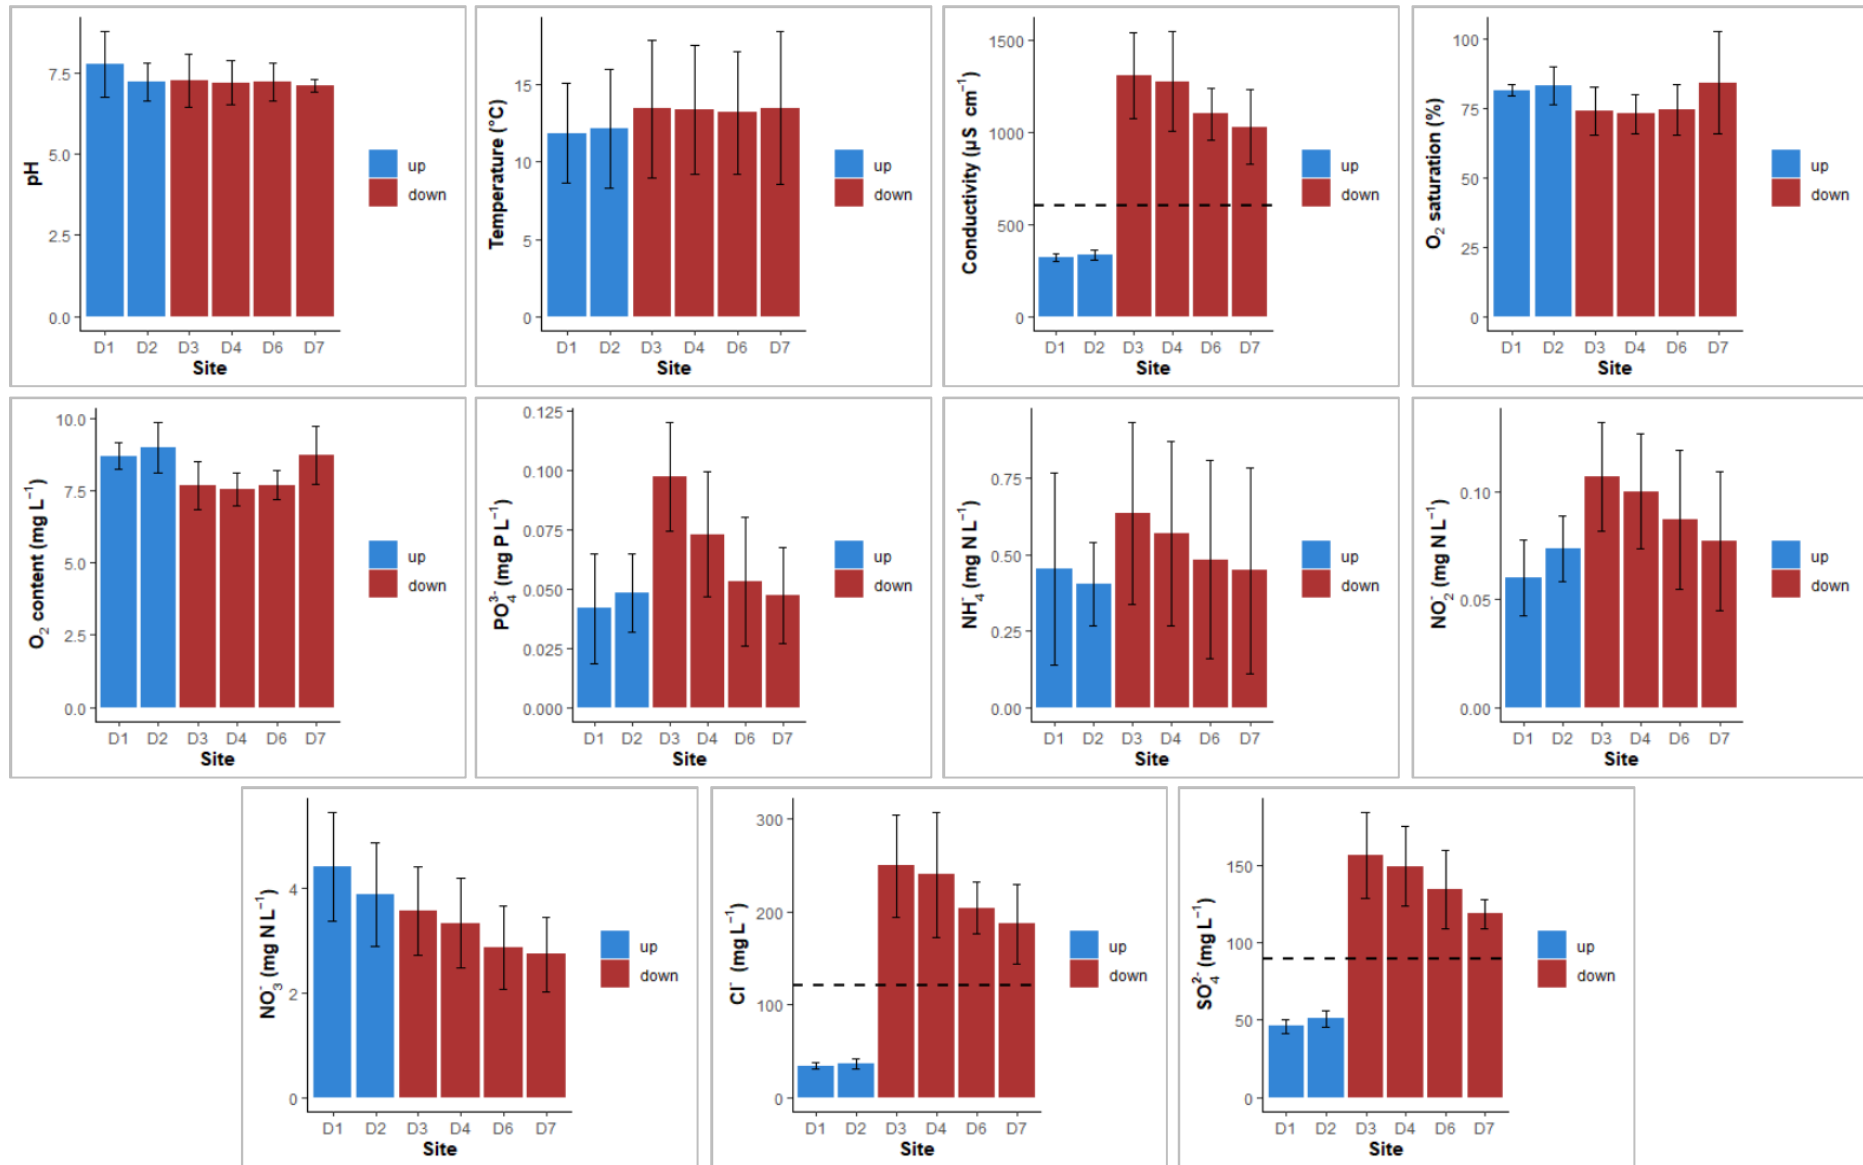 pH
7.5
5.0
2.5
0.0
D1 D2 D3 D4 D6 D7
Site
up
down
Temperature (°C)
15
10
5
0
D1 D2 D3 D4 D6 D7
Site
up
down
Conductivity (µS cm⁻¹)
1500
1000
500
0
D1 D2 D3 D4 D6 D7
Site
up
down
O₂ saturation (%)
100
75
50
25
0
D1 D2 D3 D4 D6 D7
Site
up
down
O₂ content (mg L⁻¹)
10.0
7.5
5.0
2.5
0.0
D1 D2 D3 D4 D6 D7
Site
up
down
PO₄³⁻ (mg P L⁻¹)
0.125
0.100
0.075
0.050
0.025
0.000
D1 D2 D3 D4 D6 D7
Site
up
down
NH₄⁻ (mg N L⁻¹)
0.75
0.50
0.25
0.00
D1 D2 D3 D4 D6 D7
Site
up
down
NO₂⁻ (mg N L⁻¹)
0.10
0.05
0.00
D1 D2 D3 D4 D6 D7
Site
up
down
NO₃⁻ (mg N L⁻¹)
4
2
0
D1 D2 D3 D4 D6 D7
Site
up
down
Cl⁻ (mg L⁻¹)
300
200
100
0
D1 D2 D3 D4 D6 D7
Site
up
down
SO₄²⁻ (mg L⁻¹)
150
100
50
0
D1 D2 D3 D4 D6 D7
Site
up
down